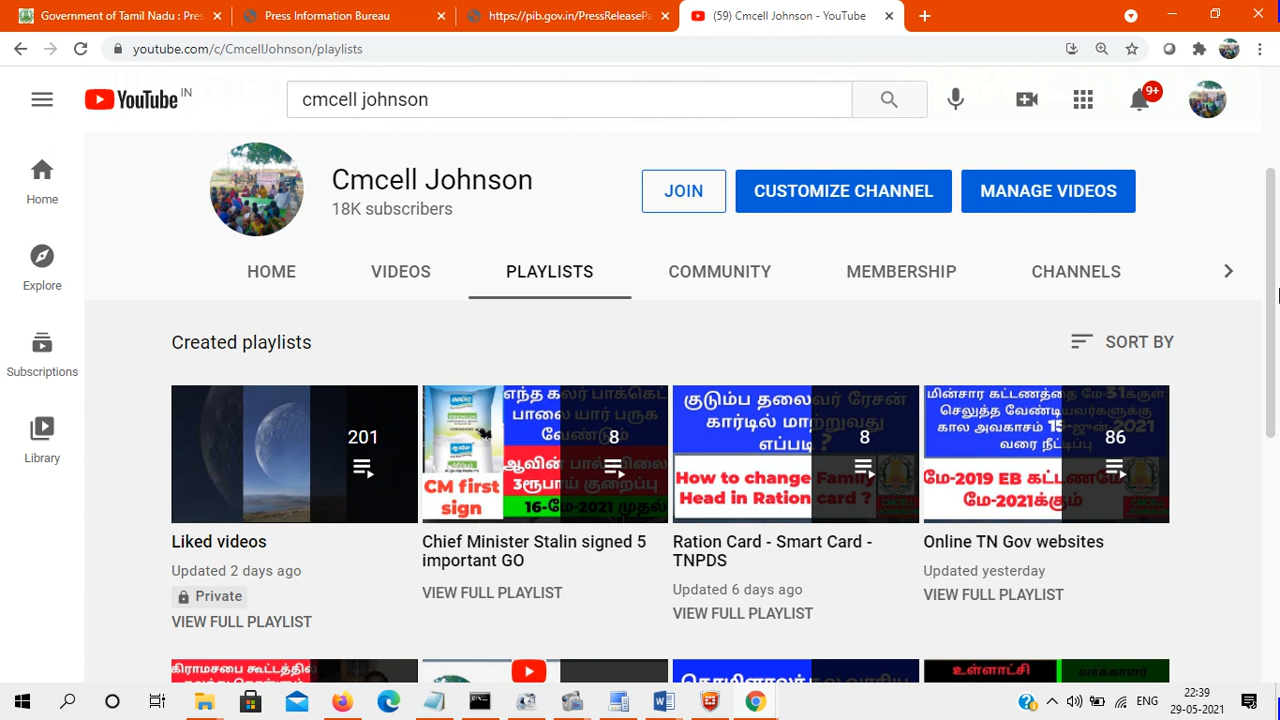 Government of Tamil Nadu : Pres
Press Information Bureau
https://pib.gov.in/PressReleasePa
(59) Cmcell Johnson - YouTube
youtube.com/c/CmcellJohnson/playlists
YouTube IN
cmcell johnson
9+
Home
Explore
Subscriptions
Library
Cmcell Johnson
18K subscribers
JOIN
CUSTOMIZE CHANNEL
MANAGE VIDEOS
HOME
VIDEOS
PLAYLISTS
COMMUNITY
MEMBERSHIP
CHANNELS
Created playlists
SORT BY
201
Liked videos
Updated 2 days ago
Private
VIEW FULL PLAYLIST
எந்த கலர் பாக்கெட்
பாலை யார் பருக
வேண்டும்
ஆவின் பால் விலை
3ரூபாய் குறைப்பு
16-மே-2021 முதல்
CM first
sign
8
Chief Minister Stalin signed 5
important GO
VIEW FULL PLAYLIST
குடும்ப தலைவர் ரேசன்
கார்டில் மாற்றுவது
எப்படி ?
How to change Family
Head in Ration card ?
8
Ration Card - Smart Card -
TNPDS
Updated 6 days ago
VIEW FULL PLAYLIST
மின்சார கட்டணத்தை மே-31க்குள்
செலுத்த வேண்டியவர்களுக்கு
கால அவகாசம் 15-ஜுன்-2021
வரை நீட்டிப்பு
மே-2019 EB கட்டணமே
மே-2021க்கும்
CMCELL
JOHNSON
86
Online TN Gov websites
Updated yesterday
VIEW FULL PLAYLIST
கிராமசபை கூட்டத்தில்
உள்ளாட்சி
ENG
22:39
29-05-2021